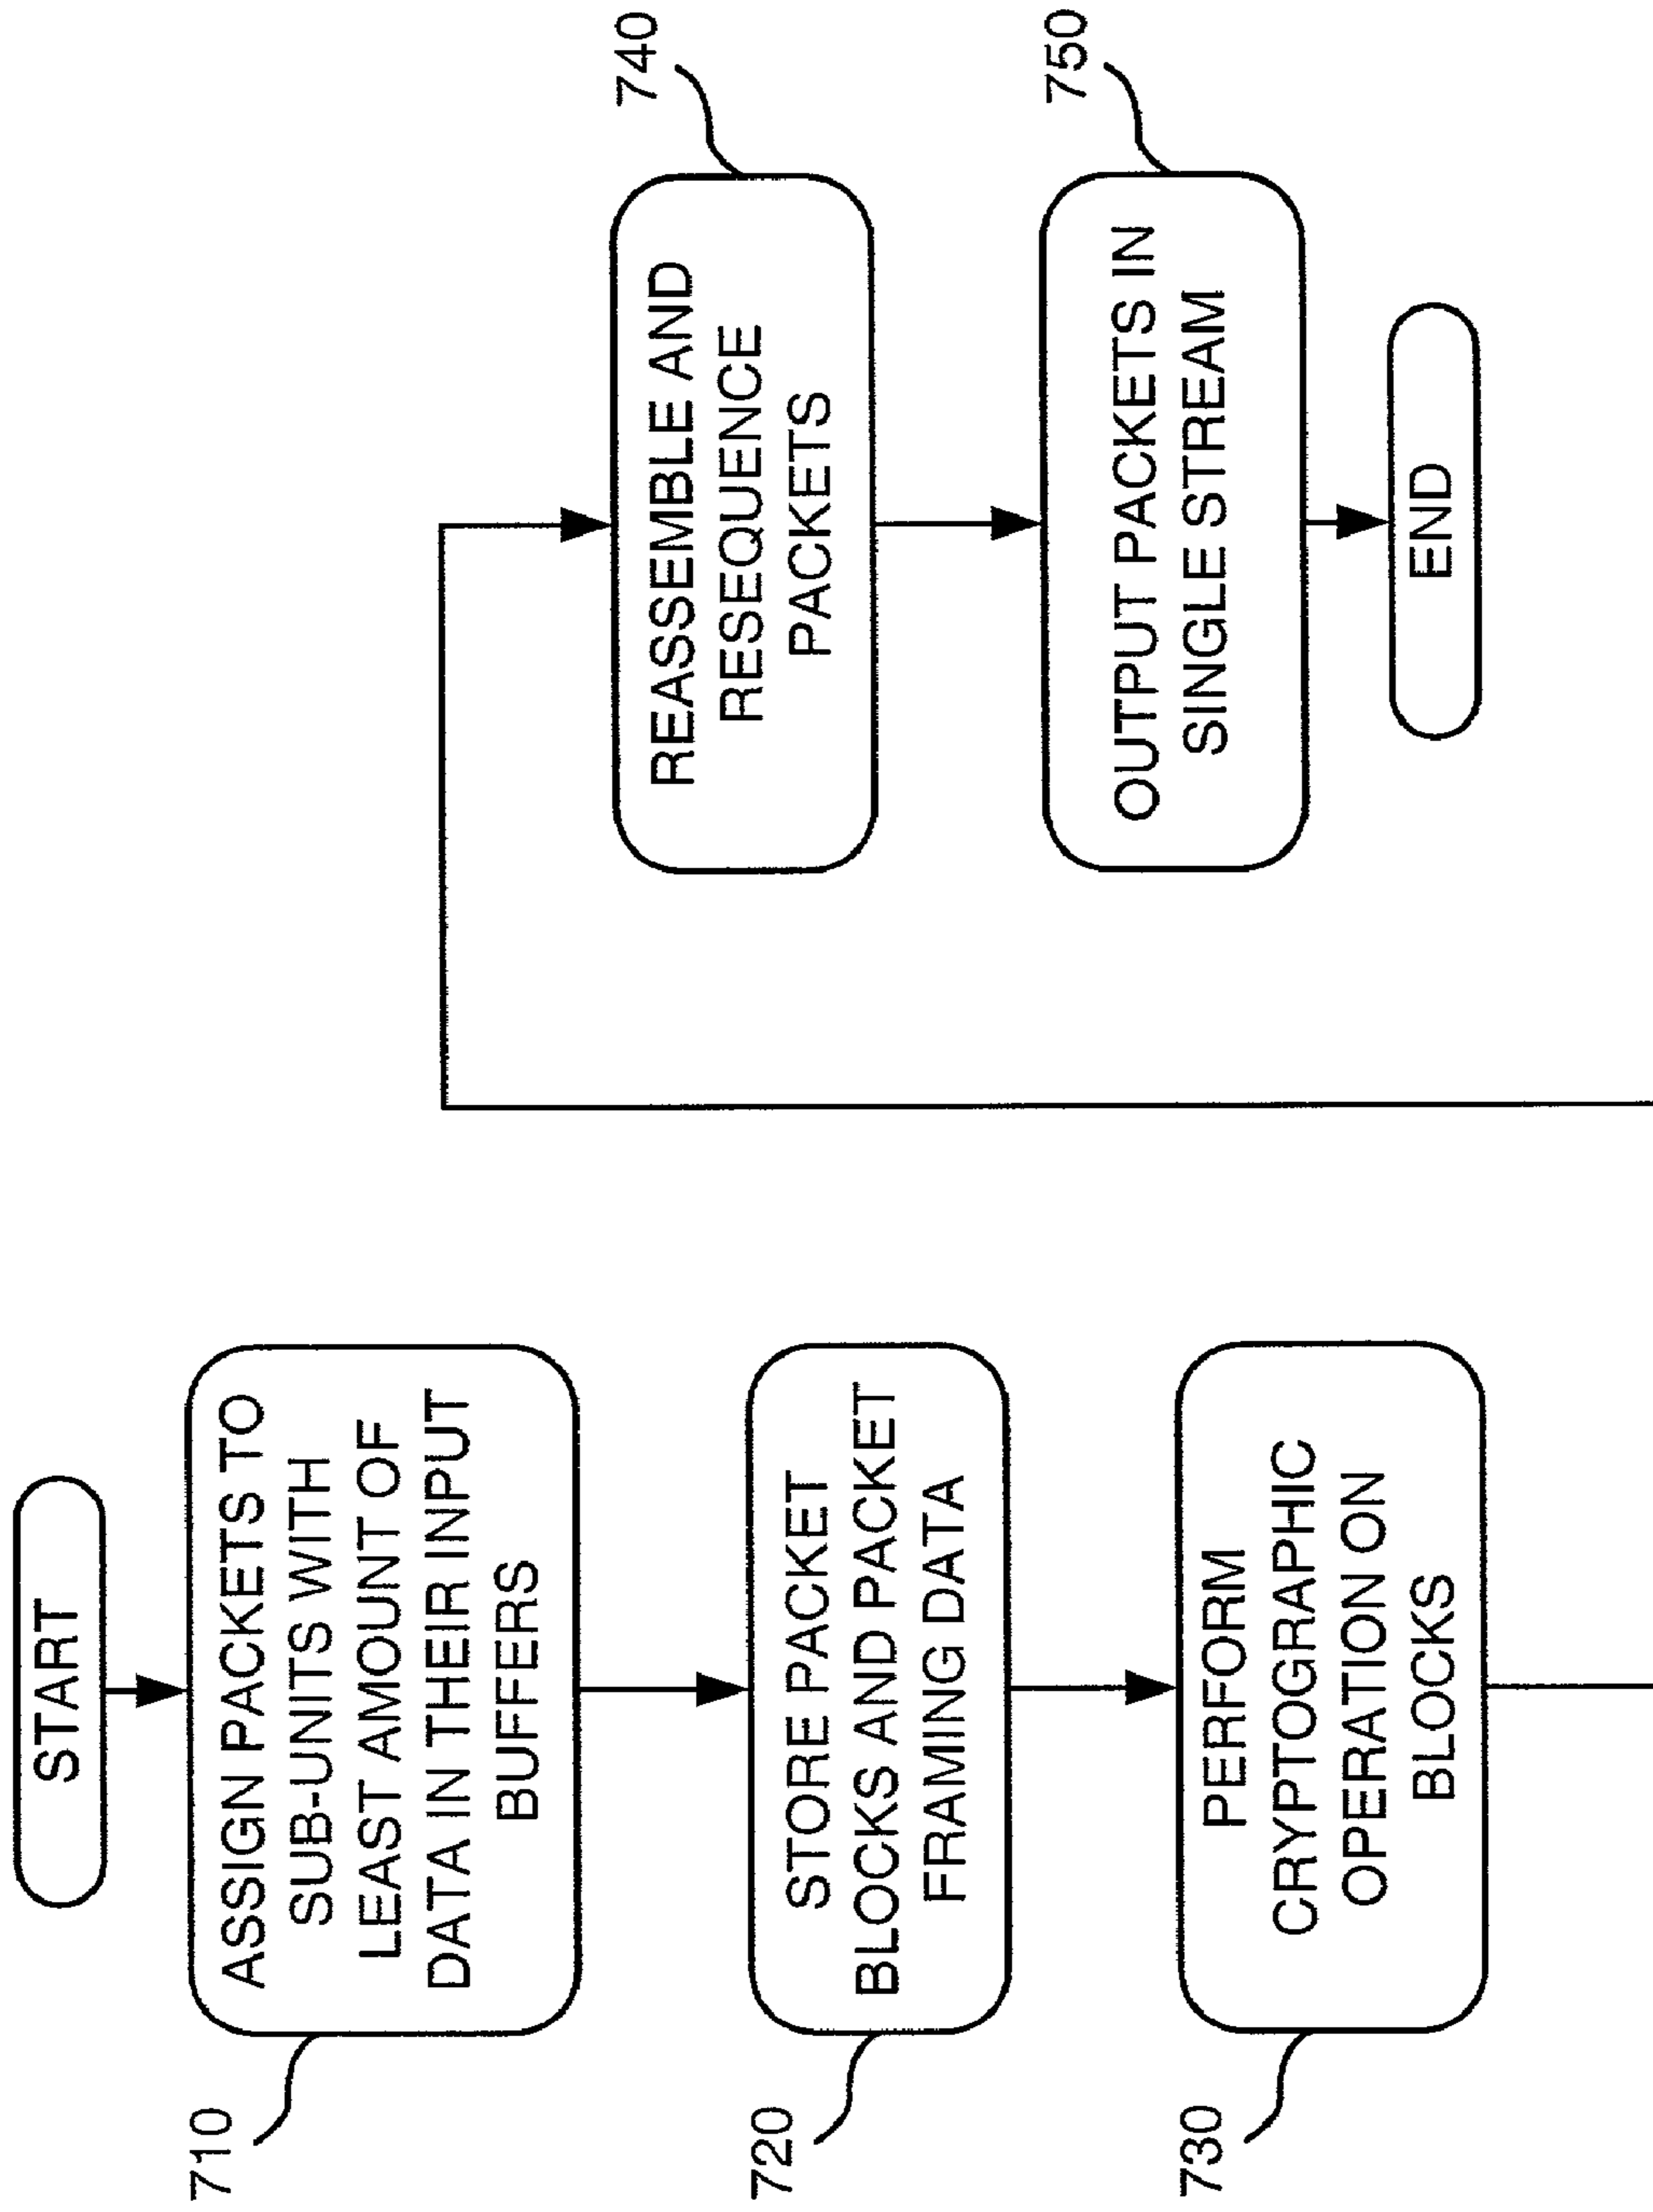 START
ASSIGN PACKETS TO
SUB-UNITS WITH
LEAST AMOUNT OF
DATA IN THEIR INPUT
BUFFERS
710
STORE PACKET
BLOCKS AND PACKET
FRAMING DATA
720
PERFORM
CRYPTOGRAPHIC
OPERATION ON
BLOCKS
730
REASSEMBLE AND
RESEQUENCE
PACKETS
740
OUTPUT PACKETS IN
SINGLE STREAM
750
END